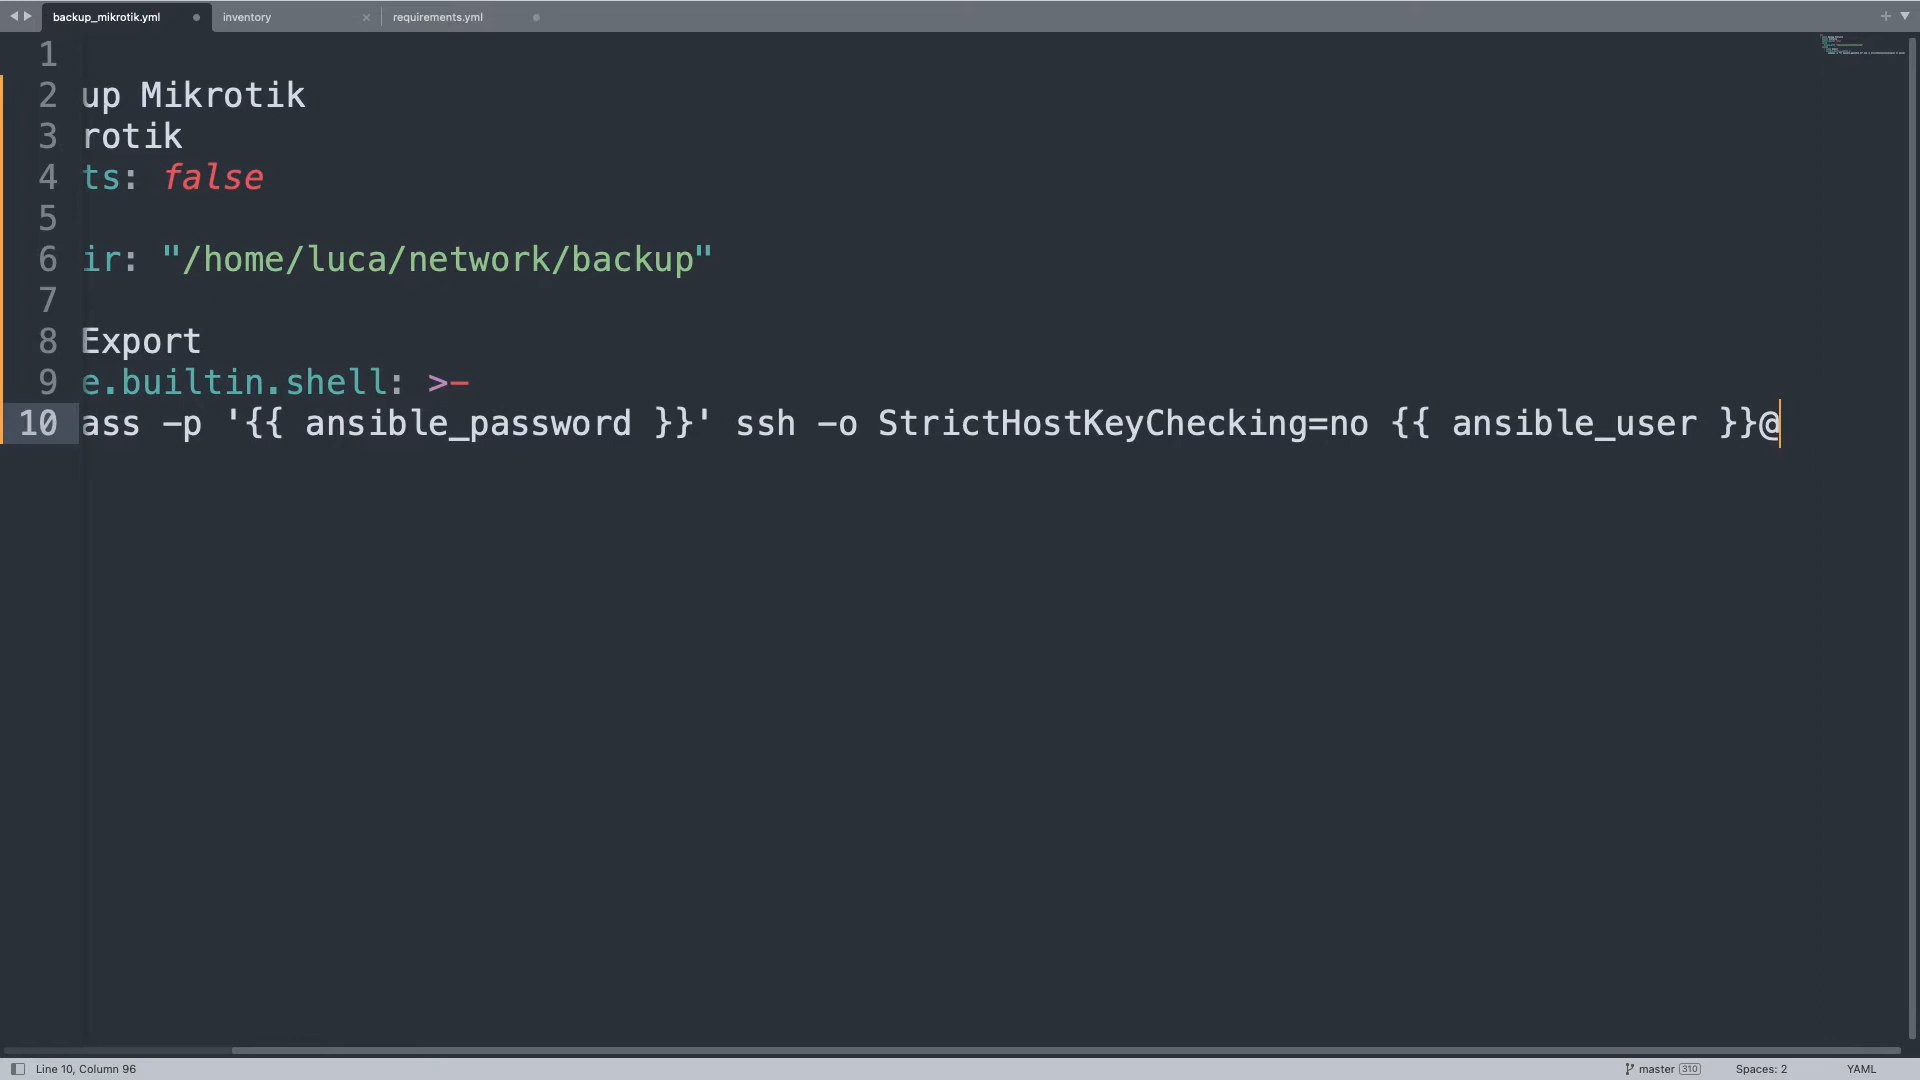 backup_mikrotik.yml
inventory
requirements.yml
1
2 up Mikrotik
3 rotik
4 ts: false
5
6 ir: "/home/luca/network/backup"
7
8 Export
9 e.builtin.shell: >-
10 ass -p '{{ ansible_password }}' ssh -o StrictHostKeyChecking=no {{ ansible_user }}@
Line 10, Column 96
master 310
Spaces: 2
YAML